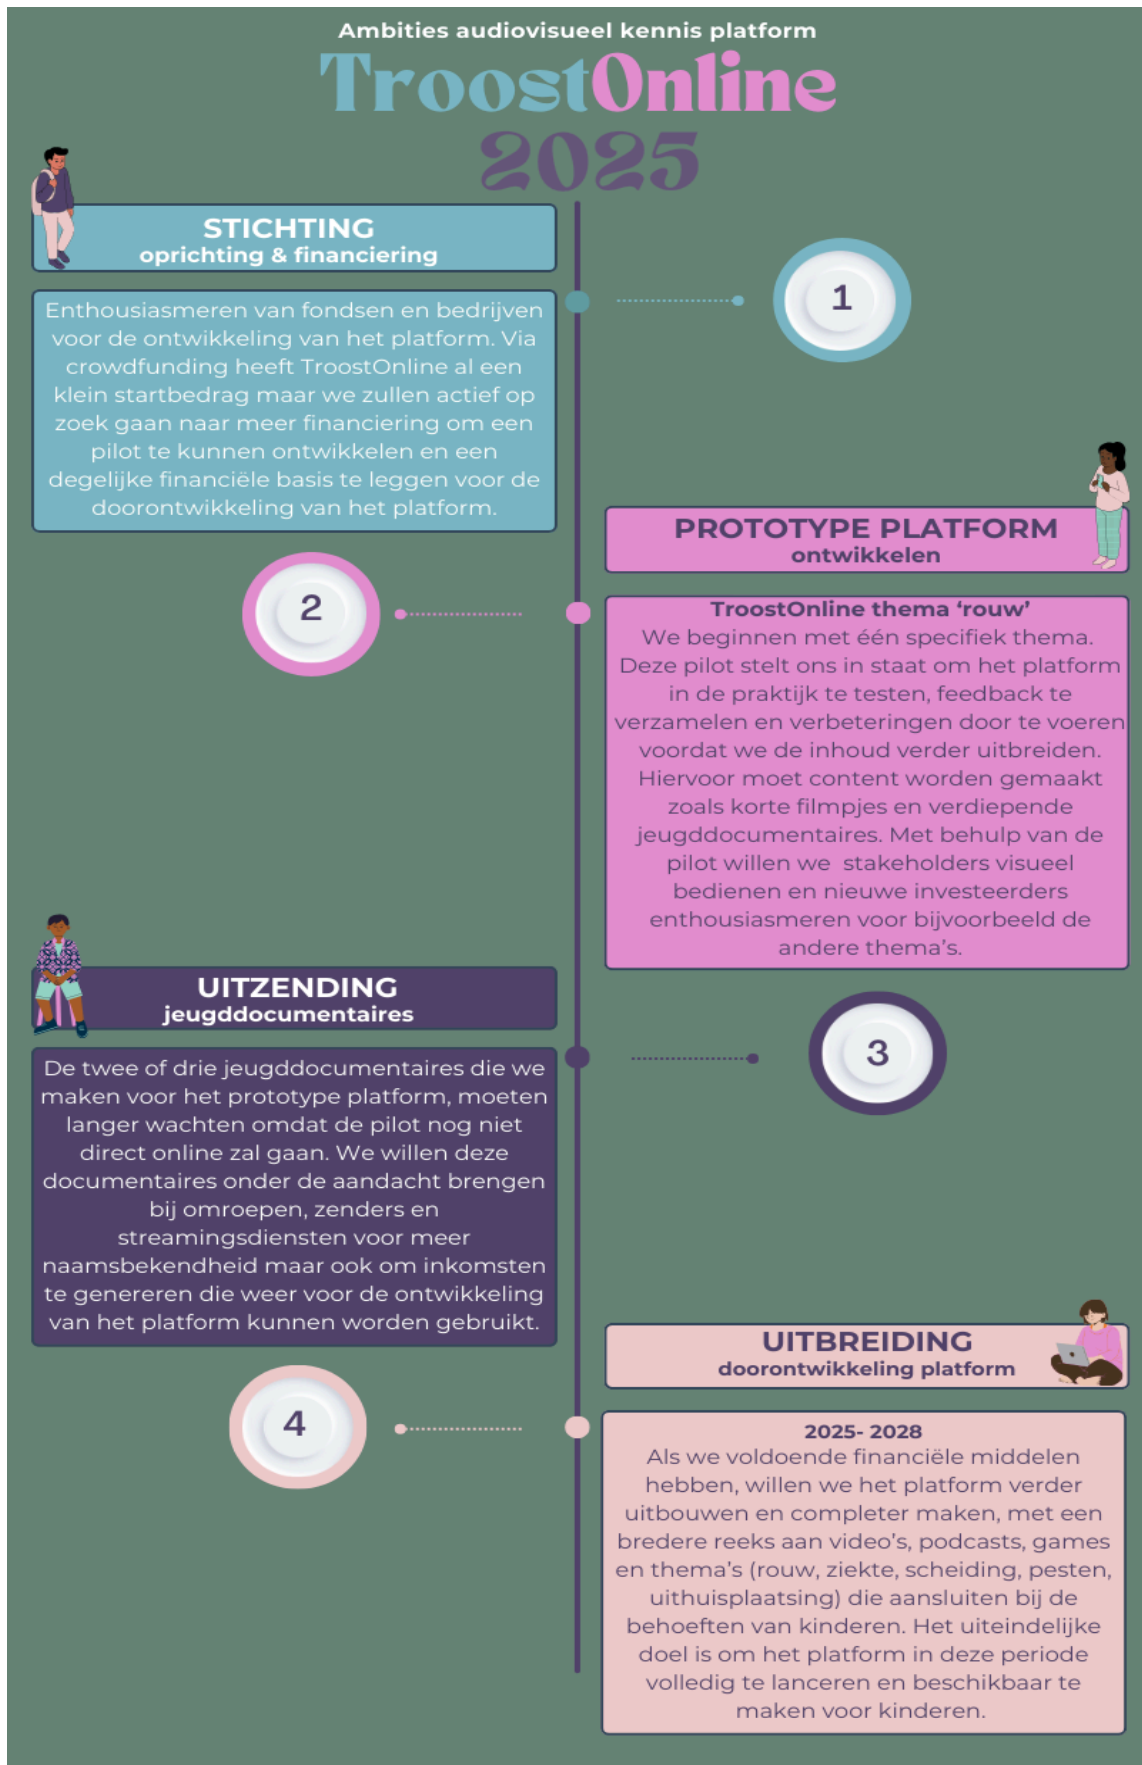 Ambities audiovisueel kennis platform
TroostOnline
2025
STICHTING
oprichting & financiering
1
Enthousiasmeren van fondsen en bedrijven
voor de ontwikkeling van het platform. Via
crowdfunding heeft TroostOnline al een
klein startbedrag maar we zullen actief op
zoek gaan naar meer financiering om een
pilot te kunnen ontwikkelen en een
degelijke financiële basis te leggen voor de
doorontwikkeling van het platform.
PROTOTYPE PLATFORM
ontwikkelen
2
TroostOnline thema ‘rouw’
We beginnen met één specifiek thema.
Deze pilot stelt ons in staat om het platform
in de praktijk te testen, feedback te
verzamelen en verbeteringen door te voeren
voordat we de inhoud verder uitbreiden.
Hiervoor moet content worden gemaakt
zoals korte filmpjes en verdiepende
jeugddocumentaires. Met behulp van de
pilot willen we stakeholders visueel
bedienen en nieuwe investeerders
enthousiasmeren voor bijvoorbeeld de
andere thema’s.
UITZENDING
jeugddocumentaires
3
De twee of drie jeugddocumentaires die we
maken voor het prototype platform, moeten
langer wachten omdat de pilot nog niet
direct online zal gaan. We willen deze
documentaires onder de aandacht brengen
bij omroepen, zenders en
streamingsdiensten voor meer
naamsbekendheid maar ook om inkomsten
te genereren die weer voor de ontwikkeling
van het platform kunnen worden gebruikt.
UITBREIDING
doorontwikkeling platform
4
2025- 2028
Als we voldoende financiële middelen
hebben, willen we het platform verder
uitbouwen en completer maken, met een
bredere reeks aan video’s, podcasts, games
en thema’s (rouw, ziekte, scheiding, pesten,
uithuisplaatsing) die aansluiten bij de
behoeften van kinderen. Het uiteindelijke
doel is om het platform in deze periode
volledig te lanceren en beschikbaar te
maken voor kinderen.